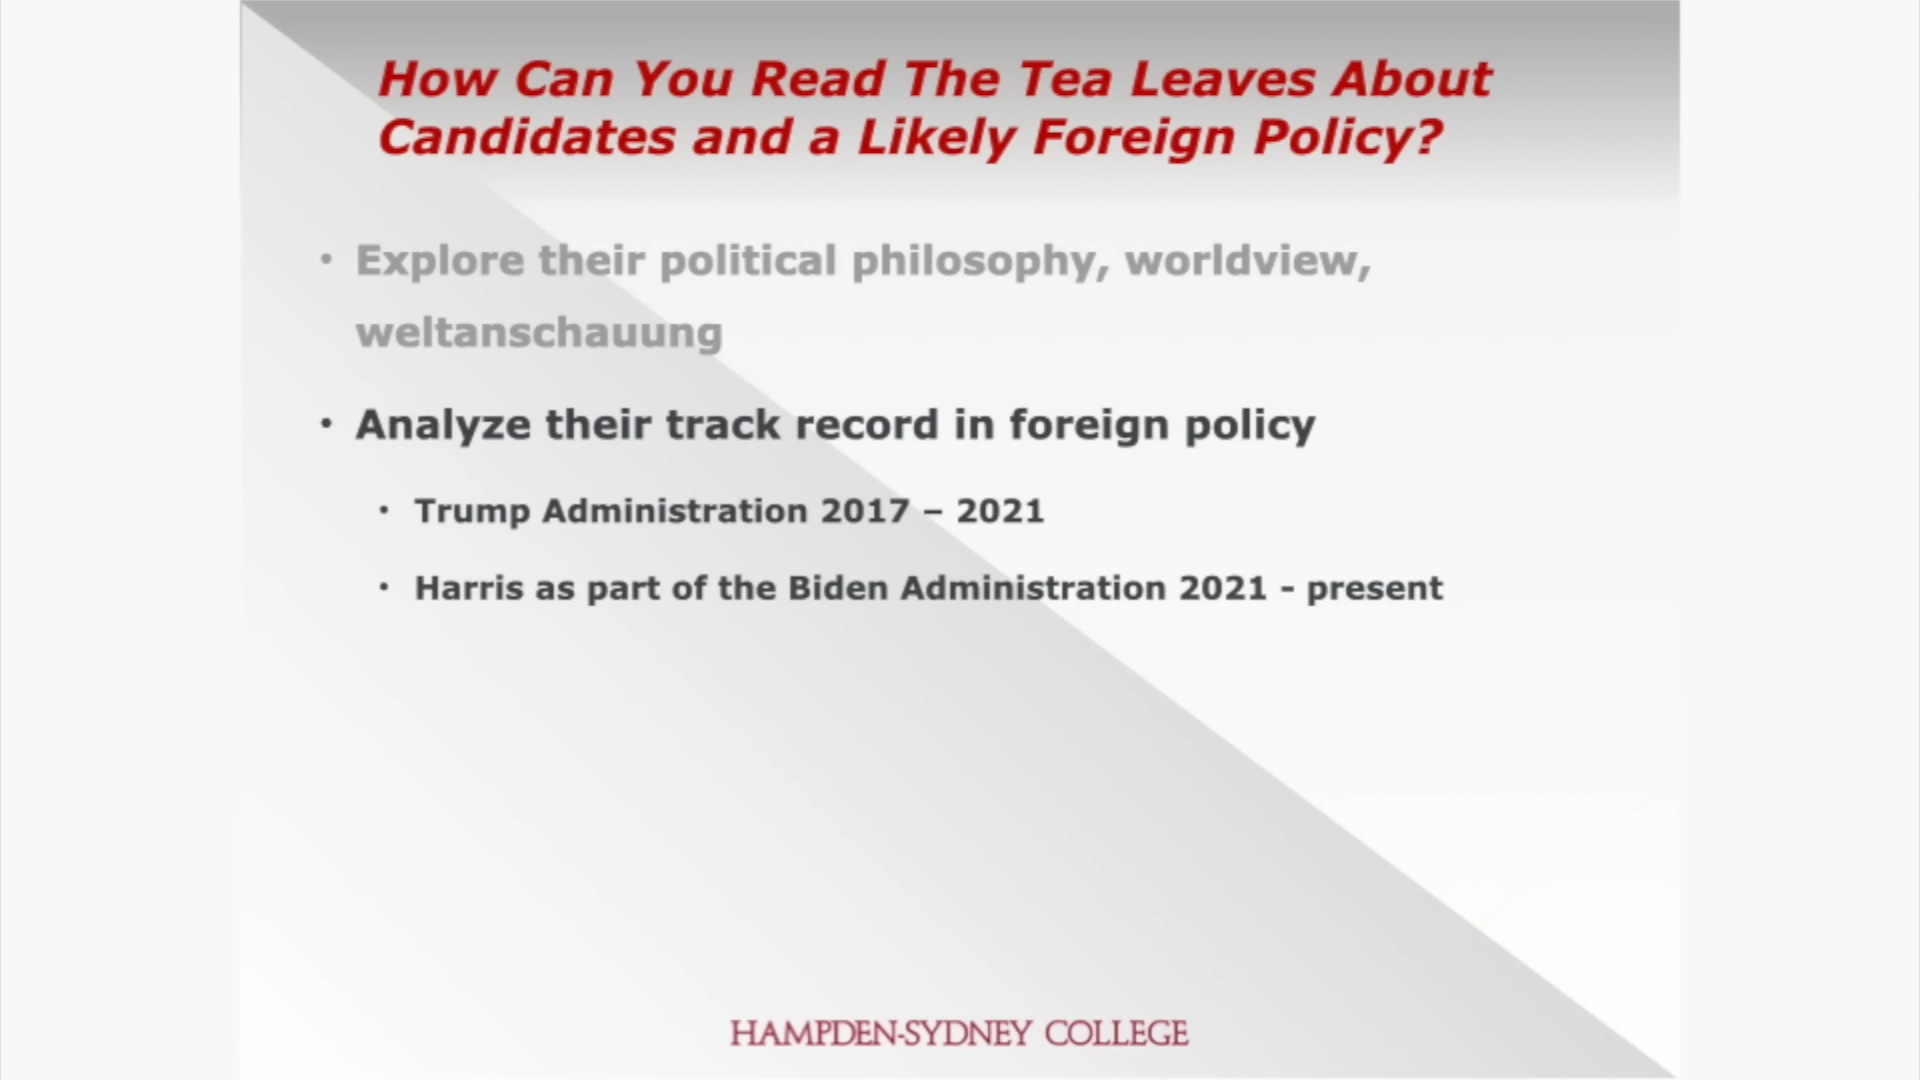 How Can You Read The Tea Leaves About
Candidates and a Likely Foreign Policy?
• Explore their political philosophy, worldview,
weltanschauung
• Analyze their track record in foreign policy
• Trump Administration 2017 – 2021
• Harris as part of the Biden Administration 2021 - present
HAMPDEN-SYDNEY COLLEGE